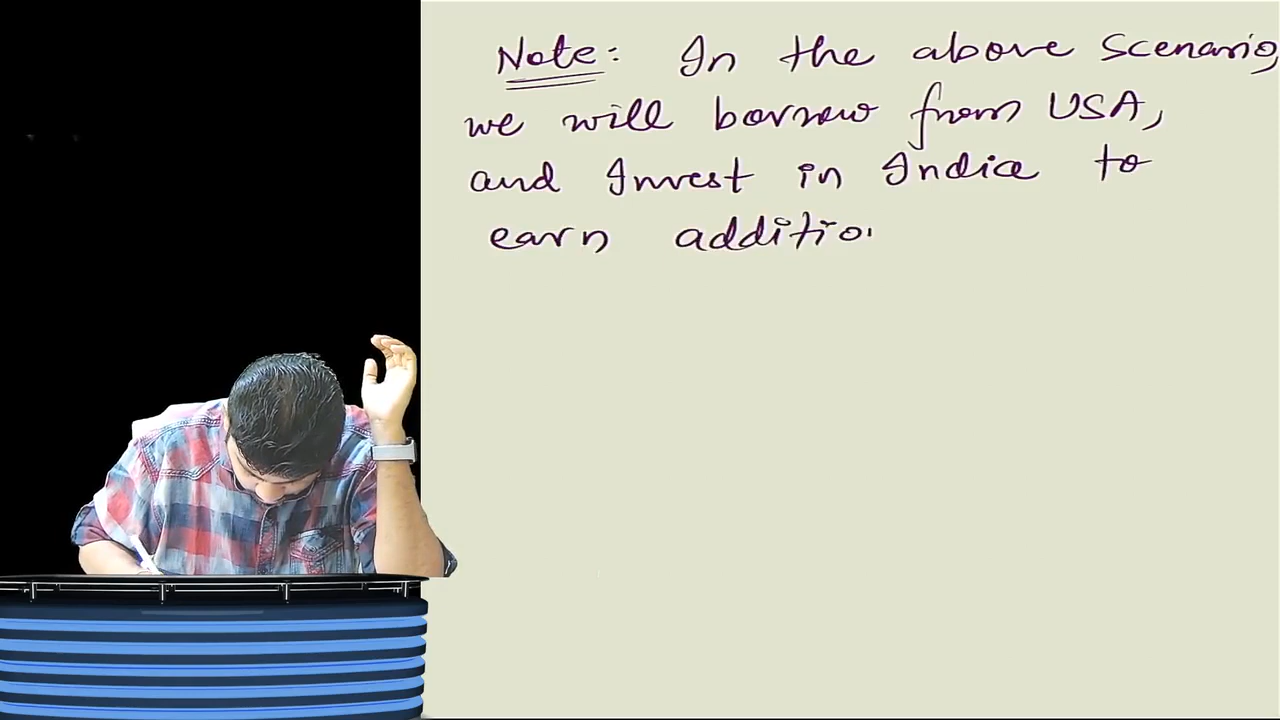 Note: In the above Scenario,
we will borrow from USA,
and Invest in India to
earn additio